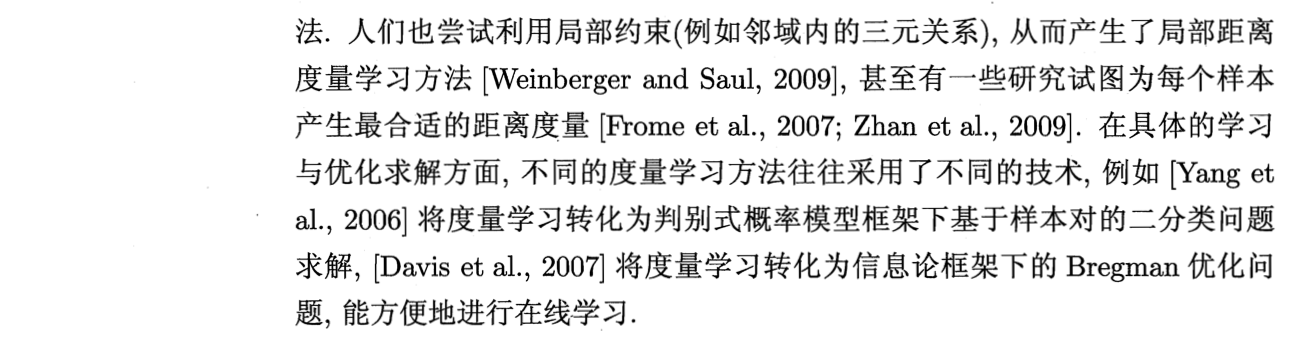 法. 人们也尝试利用局部约束(例如邻域内的三元关系), 从而产生了局部距离
度量学习方法 [Weinberger and Saul, 2009], 甚至有一些研究试图为每个样本
产生最合适的距离度量 [Frome et al., 2007; Zhan et al., 2009]. 在具体的学习
与优化求解方面, 不同的度量学习方法往往采用了不同的技术, 例如 [Yang et
al., 2006] 将度量学习转化为判别式概率模型框架下基于样本对的二分类问题
求解, [Davis et al., 2007] 将度量学习转化为信息论框架下的 Bregman 优化问
题, 能方便地进行在线学习.